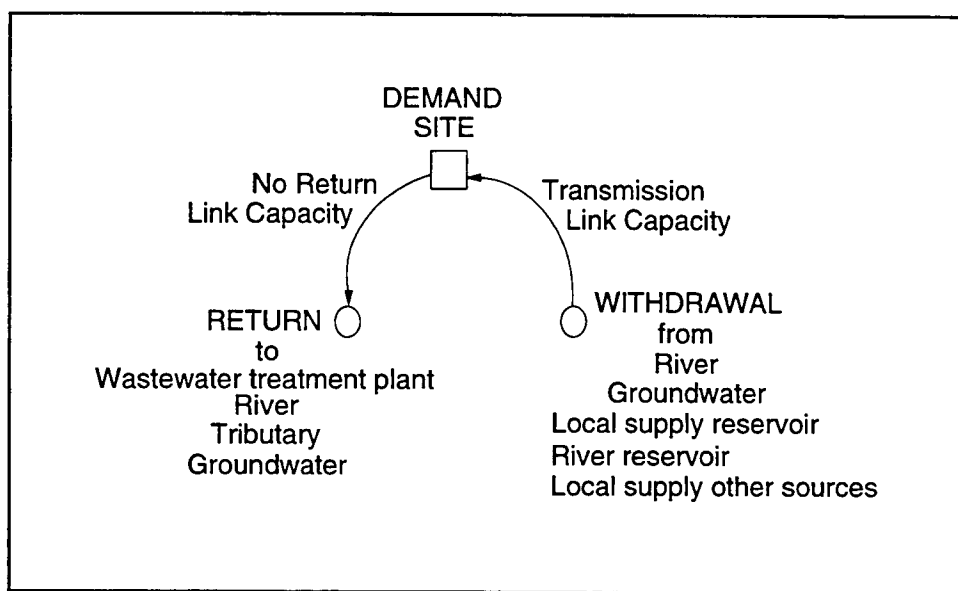 DEMAND
SITE
No Return
Link Capacity
Transmission
Link Capacity
RETURN
to
Wastewater treatment plant
River
Tributary
Groundwater
WITHDRAWAL
from
River
Groundwater
Local supply reservoir
River reservoir
Local supply other sources